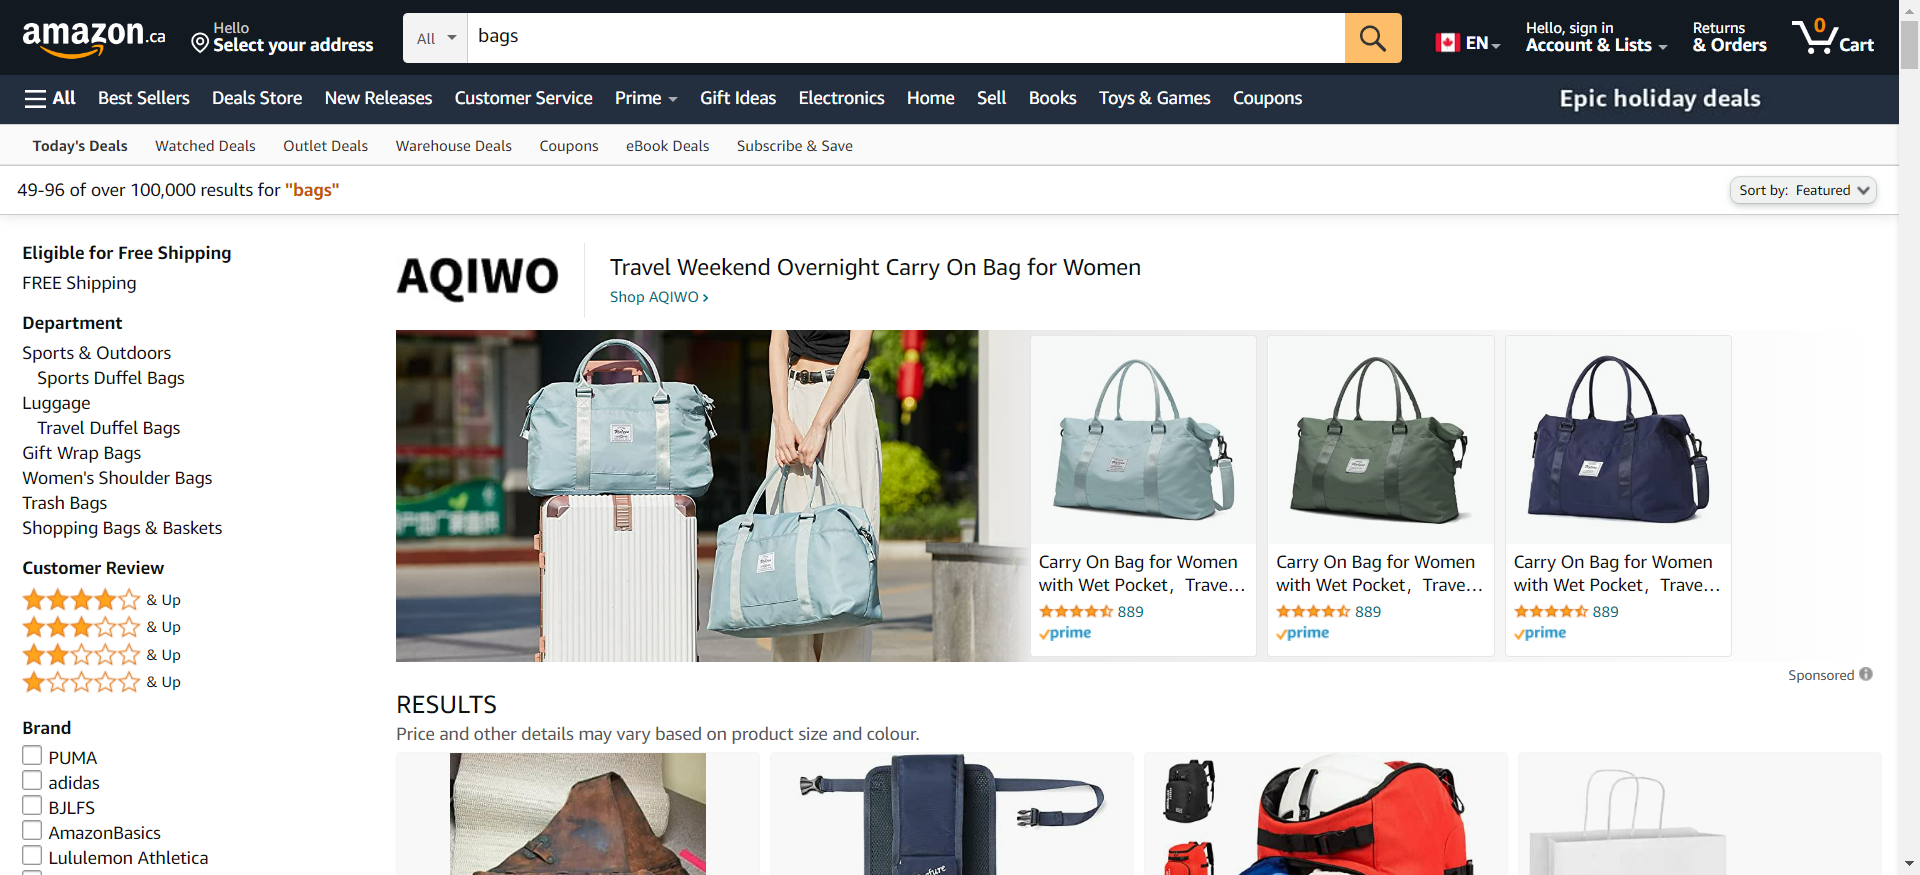 amazon.ca
Hello
Select your address
All
bags
EN
Hello, sign in
Account & Lists
Returns
& Orders
0
Cart
All
Best Sellers
Deals Store
New Releases
Customer Service
Prime
Gift Ideas
Electronics
Home
Sell
Books
Toys & Games
Coupons
Epic holiday deals
Today's Deals
Watched Deals
Outlet Deals
Warehouse Deals
Coupons
eBook Deals
Subscribe & Save
49-96 of over 100,000 results for "bags"
Sort by: Featured
Eligible for Free Shipping
FREE Shipping
Department
Sports & Outdoors
Sports Duffel Bags
Luggage
Travel Duffel Bags
Gift Wrap Bags
Women's Shoulder Bags
Trash Bags
Shopping Bags & Baskets
Customer Review
& Up
& Up
& Up
& Up
Brand
PUMA
adidas
BJLFS
AmazonBasics
Lululemon Athletica
AQIWO
Travel Weekend Overnight Carry On Bag for Women
Shop AQIWO ›
Carry On Bag for Women
with Wet Pocket，Trave...
889
prime
Carry On Bag for Women
with Wet Pocket，Trave...
889
prime
Carry On Bag for Women
with Wet Pocket，Trave...
889
prime
Sponsored
RESULTS
Price and other details may vary based on product size and colour.